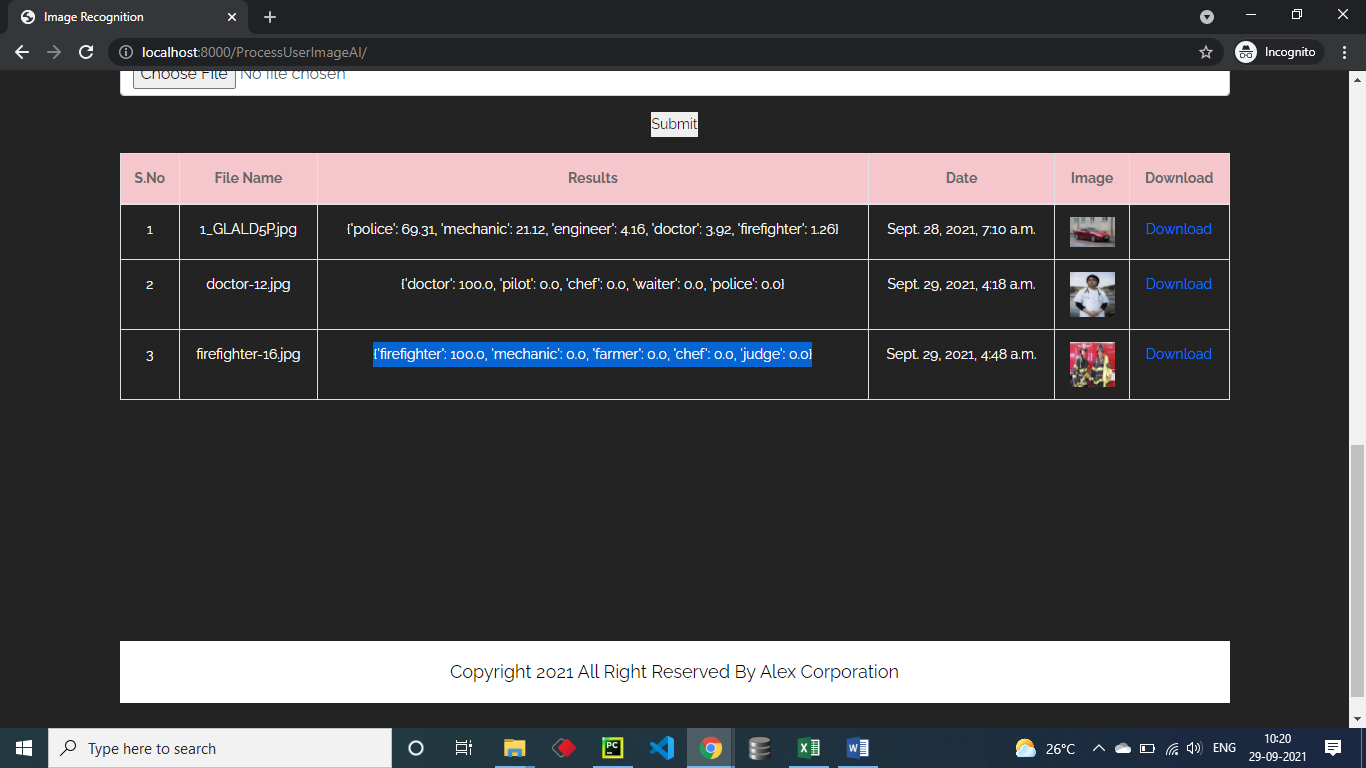 Image Recognition
localhost:8000/ProcessUserImageAI/
Incognito
Choose File No file chosen
Submit
S.No File Name Results Date Image Download
1 1_GLALD5P.jpg {'police': 69.31, 'mechanic': 21.12, 'engineer': 4.16, 'doctor': 3.92, 'firefighter': 1.26} Sept. 28, 2021, 7:10 a.m. Download
2 doctor-12.jpg {'doctor': 100.0, 'pilot': 0.0, 'chef': 0.0, 'waiter': 0.0, 'police': 0.0} Sept. 29, 2021, 4:18 a.m. Download
3 firefighter-16.jpg {'firefighter': 100.0, 'mechanic': 0.0, 'farmer': 0.0, 'chef': 0.0, 'judge': 0.0} Sept. 29, 2021, 4:48 a.m. Download
Copyright 2021 All Right Reserved By Alex Corporation
Type here to search
PC
26°C
ENG
10:20
29-09-2021